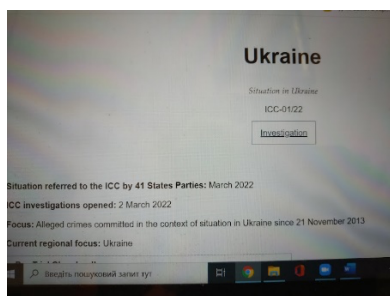 Ukraine
Situation in Ukraine
ICC-01/22
Investigation
Situation referred to the ICC by 41 States Parties: March 2022
ICC investigations opened: 2 March 2022
Focus: Alleged crimes committed in the context of situation in Ukraine since 21 November 2013
Current regional focus: Ukraine
Введіть пошуковий запит тут